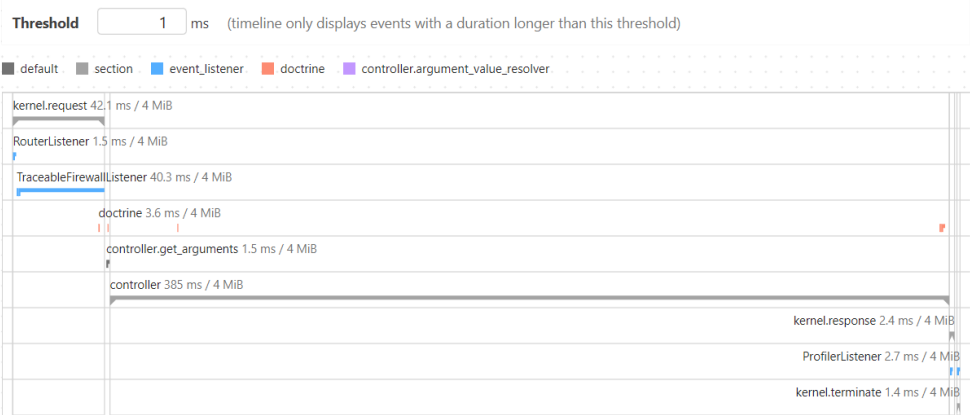 Threshold 1 ms (timeline only displays events with a duration longer than this threshold)
default section event_listener doctrine controller.argument_value_resolver
kernel.request 42.1 ms / 4 MiB
RouterListener 1.5 ms / 4 MiB
TraceableFirewallListener 40.3 ms / 4 MiB
doctrine 3.6 ms / 4 MiB
controller.get_arguments 1.5 ms / 4 MiB
controller 385 ms / 4 MiB
kernel.response 2.4 ms / 4 MiB
ProfilerListener 2.7 ms / 4 MiB
kernel.terminate 1.4 ms / 4 MiB